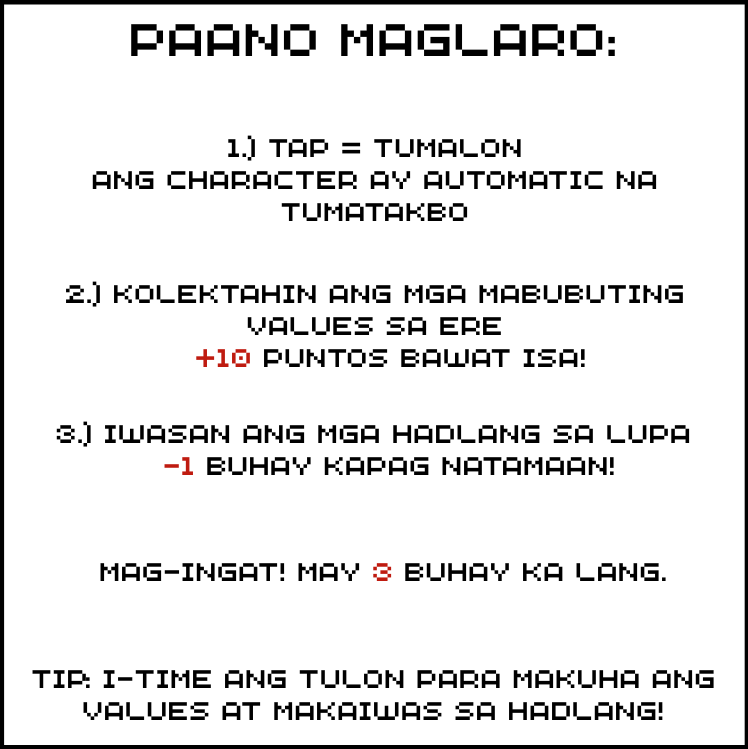 PAANO MAGLARO:
1.) TAP = TUMALON
ANG CHARACTER AY AUTOMATIC NA
TUMATAKBO
2.) KOLEKTAHIN ANG MGA MABUBUTING
VALUES SA ERE
+10 PUNTOS BAWAT ISA!
3.) IWASAN ANG MGA HADLANG SA LUPA
-1 BUHAY KAPAG NATAMAAN!
MAG-INGAT! MAY 3 BUHAY KA LANG.
TIP: I-TIME ANG TULON PARA MAKUHA ANG
VALUES AT MAKAIWAS SA HADLANG!